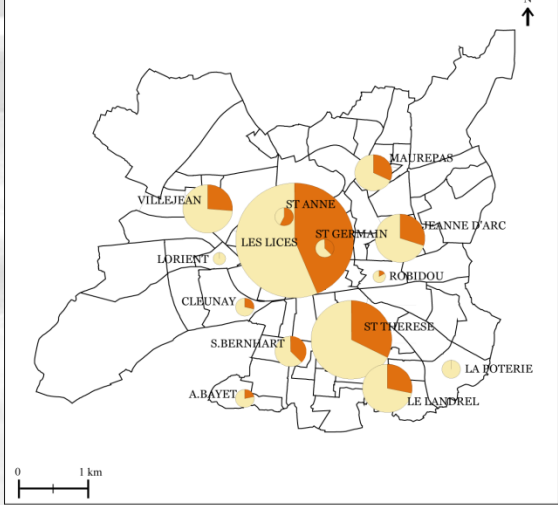 N
MAUREPAS
VILLEJEAN
ST ANNE
JEANNE D'ARC
ST GERMAIN
LES LICES
LORIENT
ROBIDOU
CLEUNAY
ST THERESE
S.BERNHART
LA POTERIE
A.BAYET
LE LANDREL
0 1 km